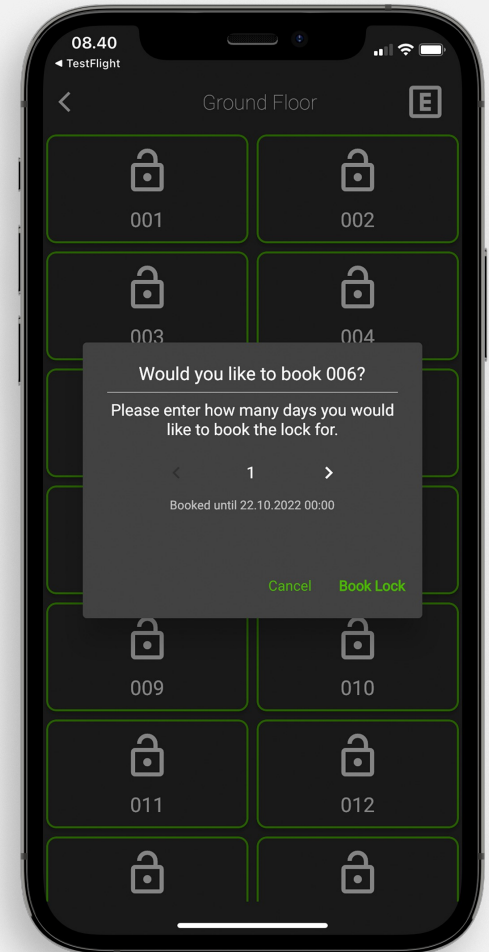 08.40
◀ TestFlight
Ground Floor
E
001
002
003
004
Would you like to book 006?
Please enter how many days you would
like to book the lock for.
1
Booked until 22.10.2022 00:00
Cancel
Book Lock
009
010
011
012